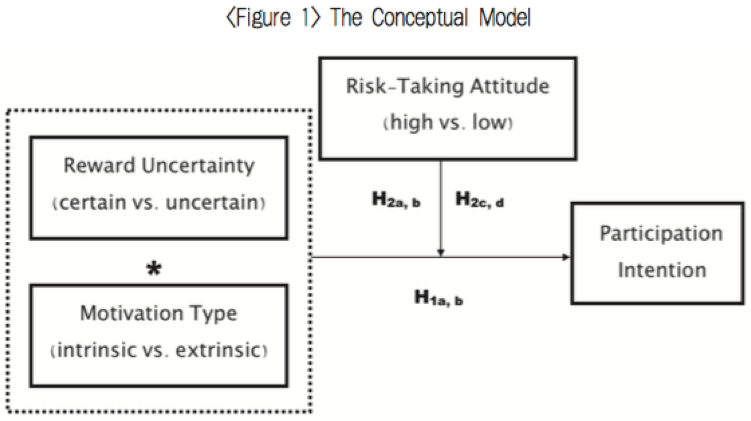 〈Figure 1〉 The Conceptual Model
Risk-Taking Attitude
(high vs. low)
Reward Uncertainty
(certain vs. uncertain)
*
Motivation Type
(intrinsic vs. extrinsic)
H2a, b
H2c, d
H1a, b
Participation
Intention